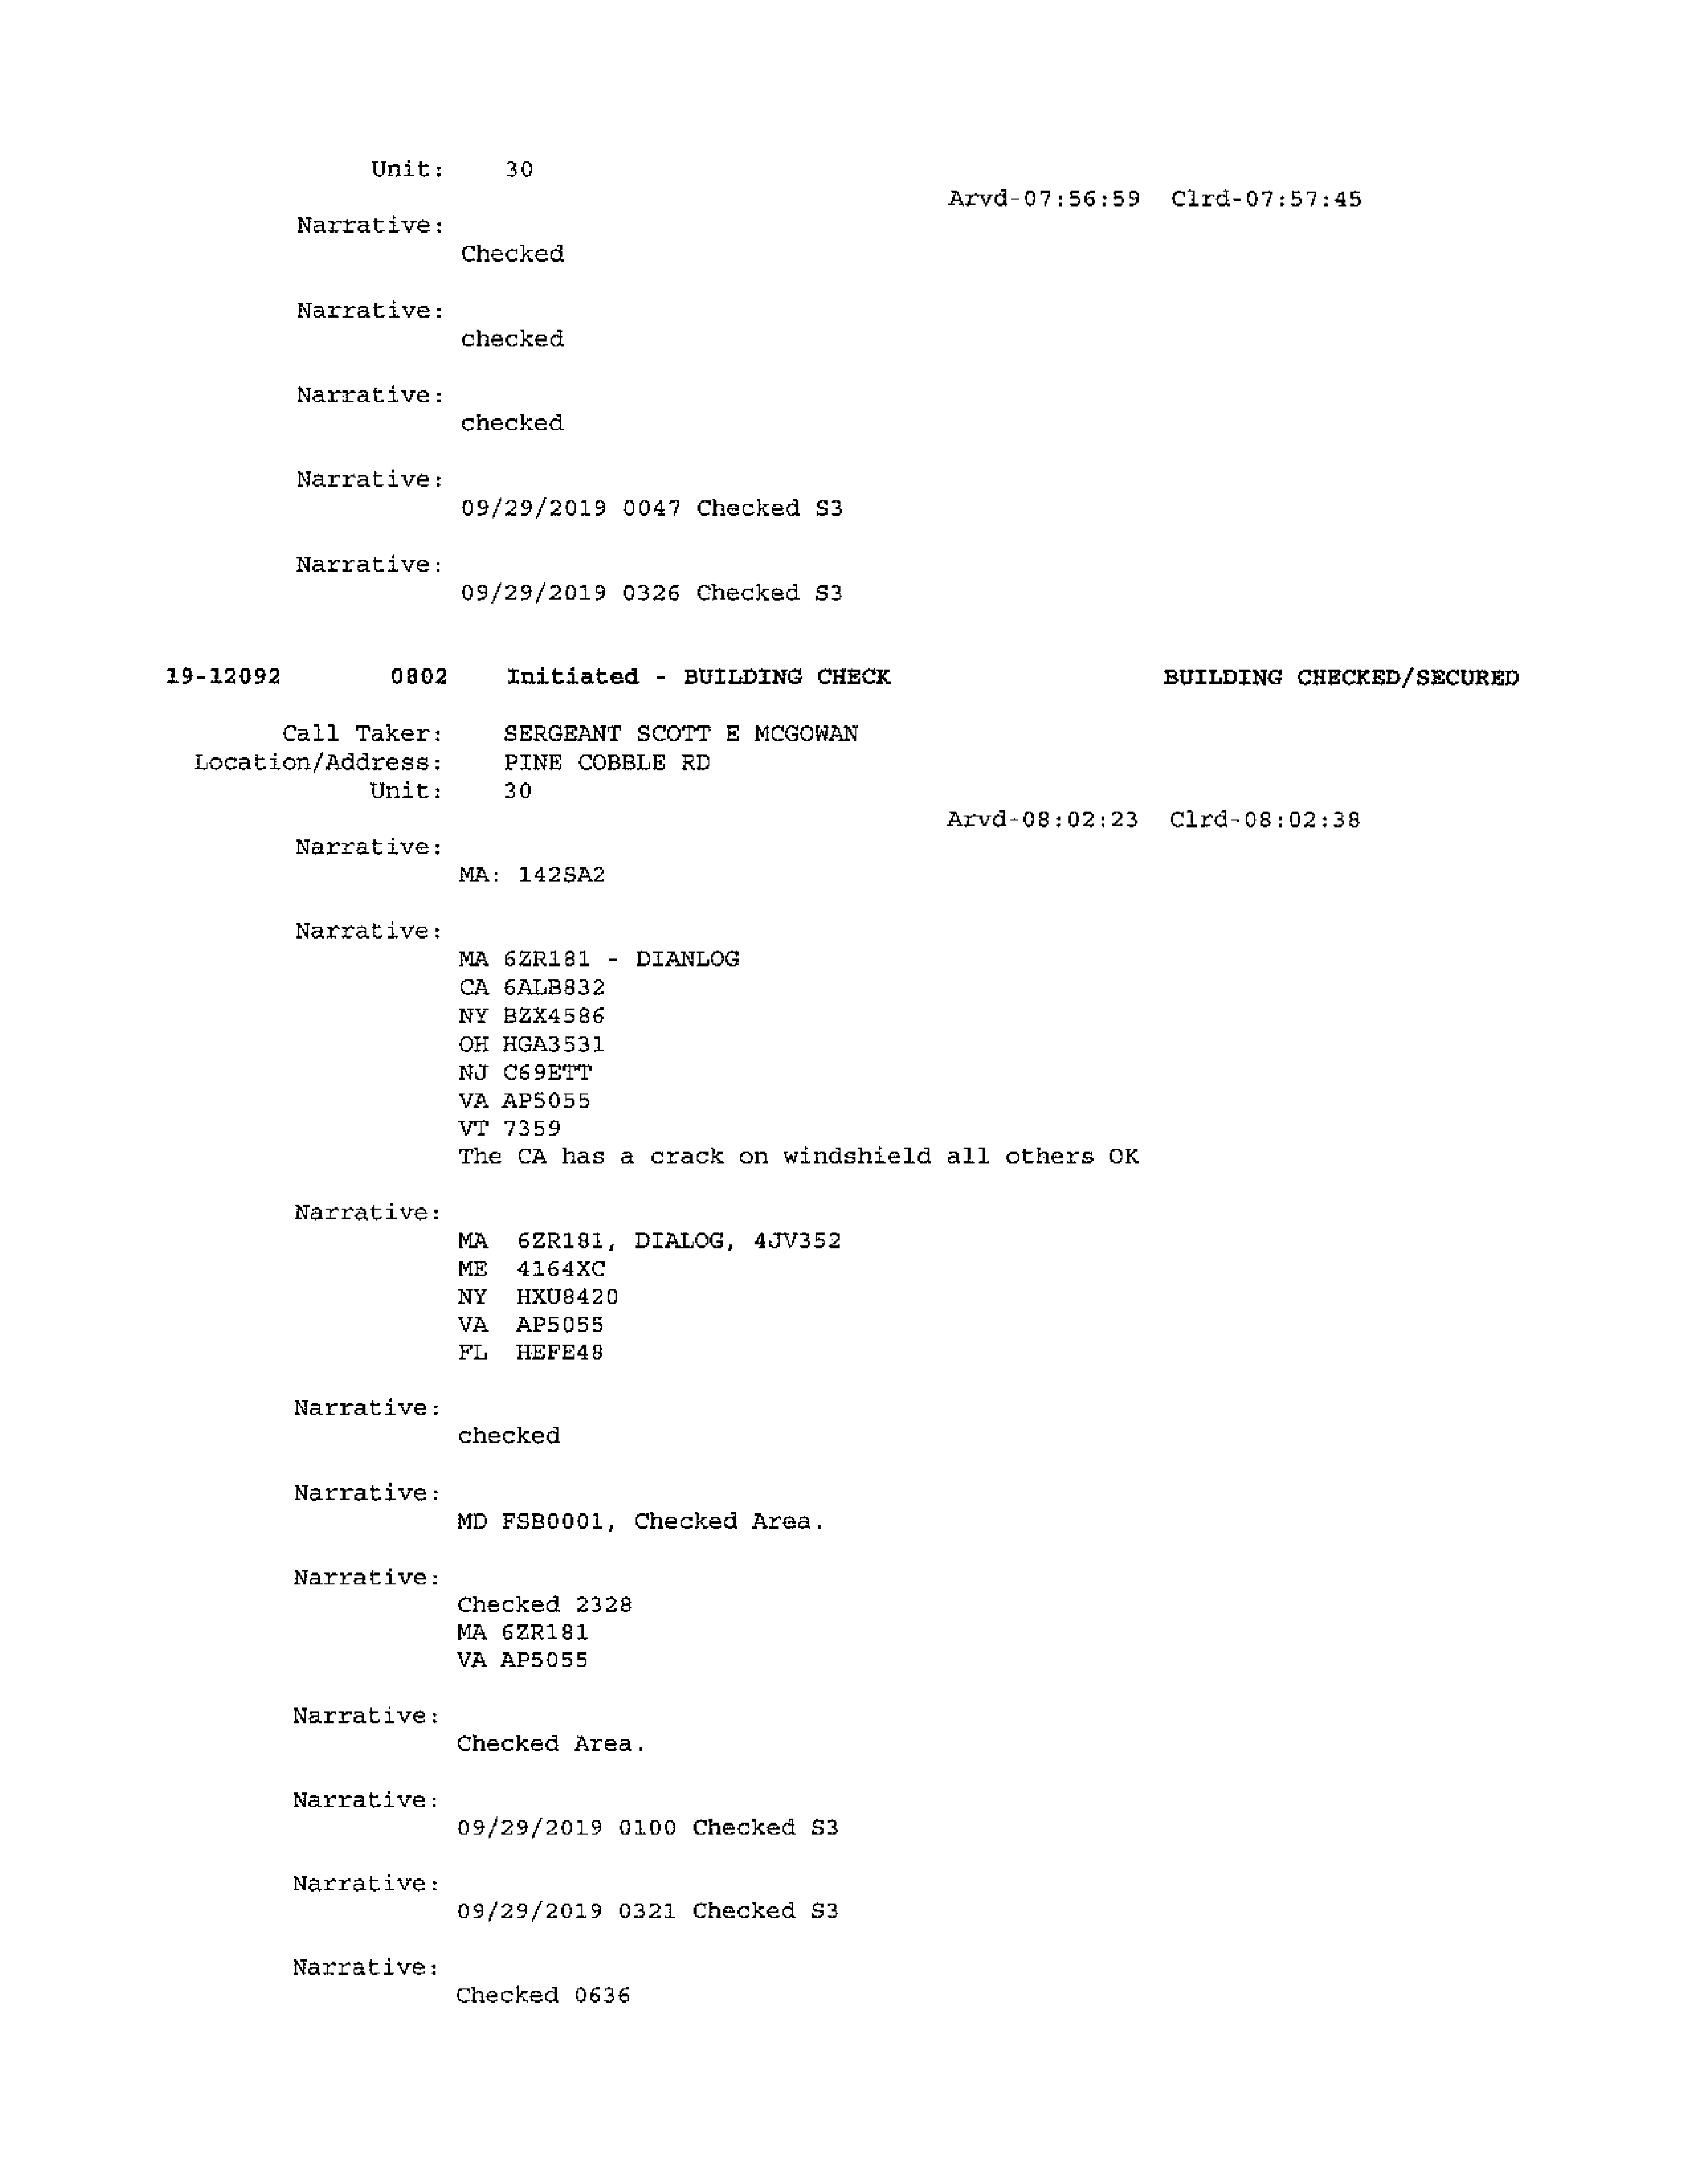 Unit: 30
Arvd-07:56:59 Clrd-07:57:45
Narrative:
Checked
Narrative:
checked
Narrative:
checked
Narrative:
09/29/2019 0047 Checked S3
Narrative:
09/29/2019 0326 Checked S3
19-12092 0802 Initiated - BUILDING CHECK BUILDING CHECKED/SECURED
Call Taker: SERGEANT SCOTT E MCGOWAN
Location/Address: PINE COBBLE RD
Unit: 30
Arvd-08:02:23 Clrd-08:02:38
Narrative:
MA: 142SA2
Narrative:
MA 6ZR181 - DIANLOG
CA 6ALB832
NY BZX4586
OH HGA3531
NJ C69ETT
VA AP5055
VT 7359
The CA has a crack on windshield all others OK
Narrative:
MA 6ZR181, DIALOG, 4JV352
ME 4164XC
NY HXU8420
VA AP5055
FL HEFE48
Narrative:
checked
Narrative:
MD FSB0001, Checked Area.
Narrative:
Checked 2328
MA 6ZR181
VA AP5055
Narrative:
Checked Area.
Narrative:
09/29/2019 0100 Checked S3
Narrative:
09/29/2019 0321 Checked S3
Narrative:
Checked 0636